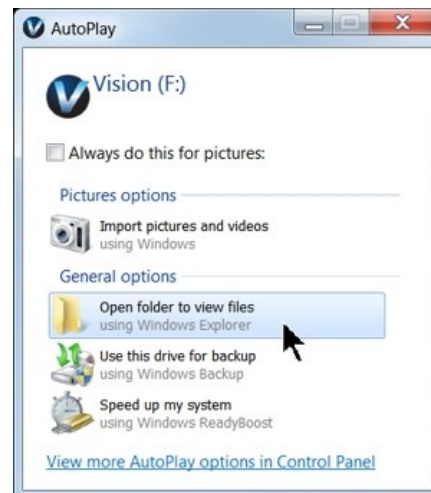 AutoPlay
Vision (F:)
Always do this for pictures:
Pictures options
Import pictures and videos
using Windows
General options
Open folder to view files
using Windows Explorer
Use this drive for backup
using Windows Backup
Speed up my system
using Windows ReadyBoost
View more AutoPlay options in Control Panel